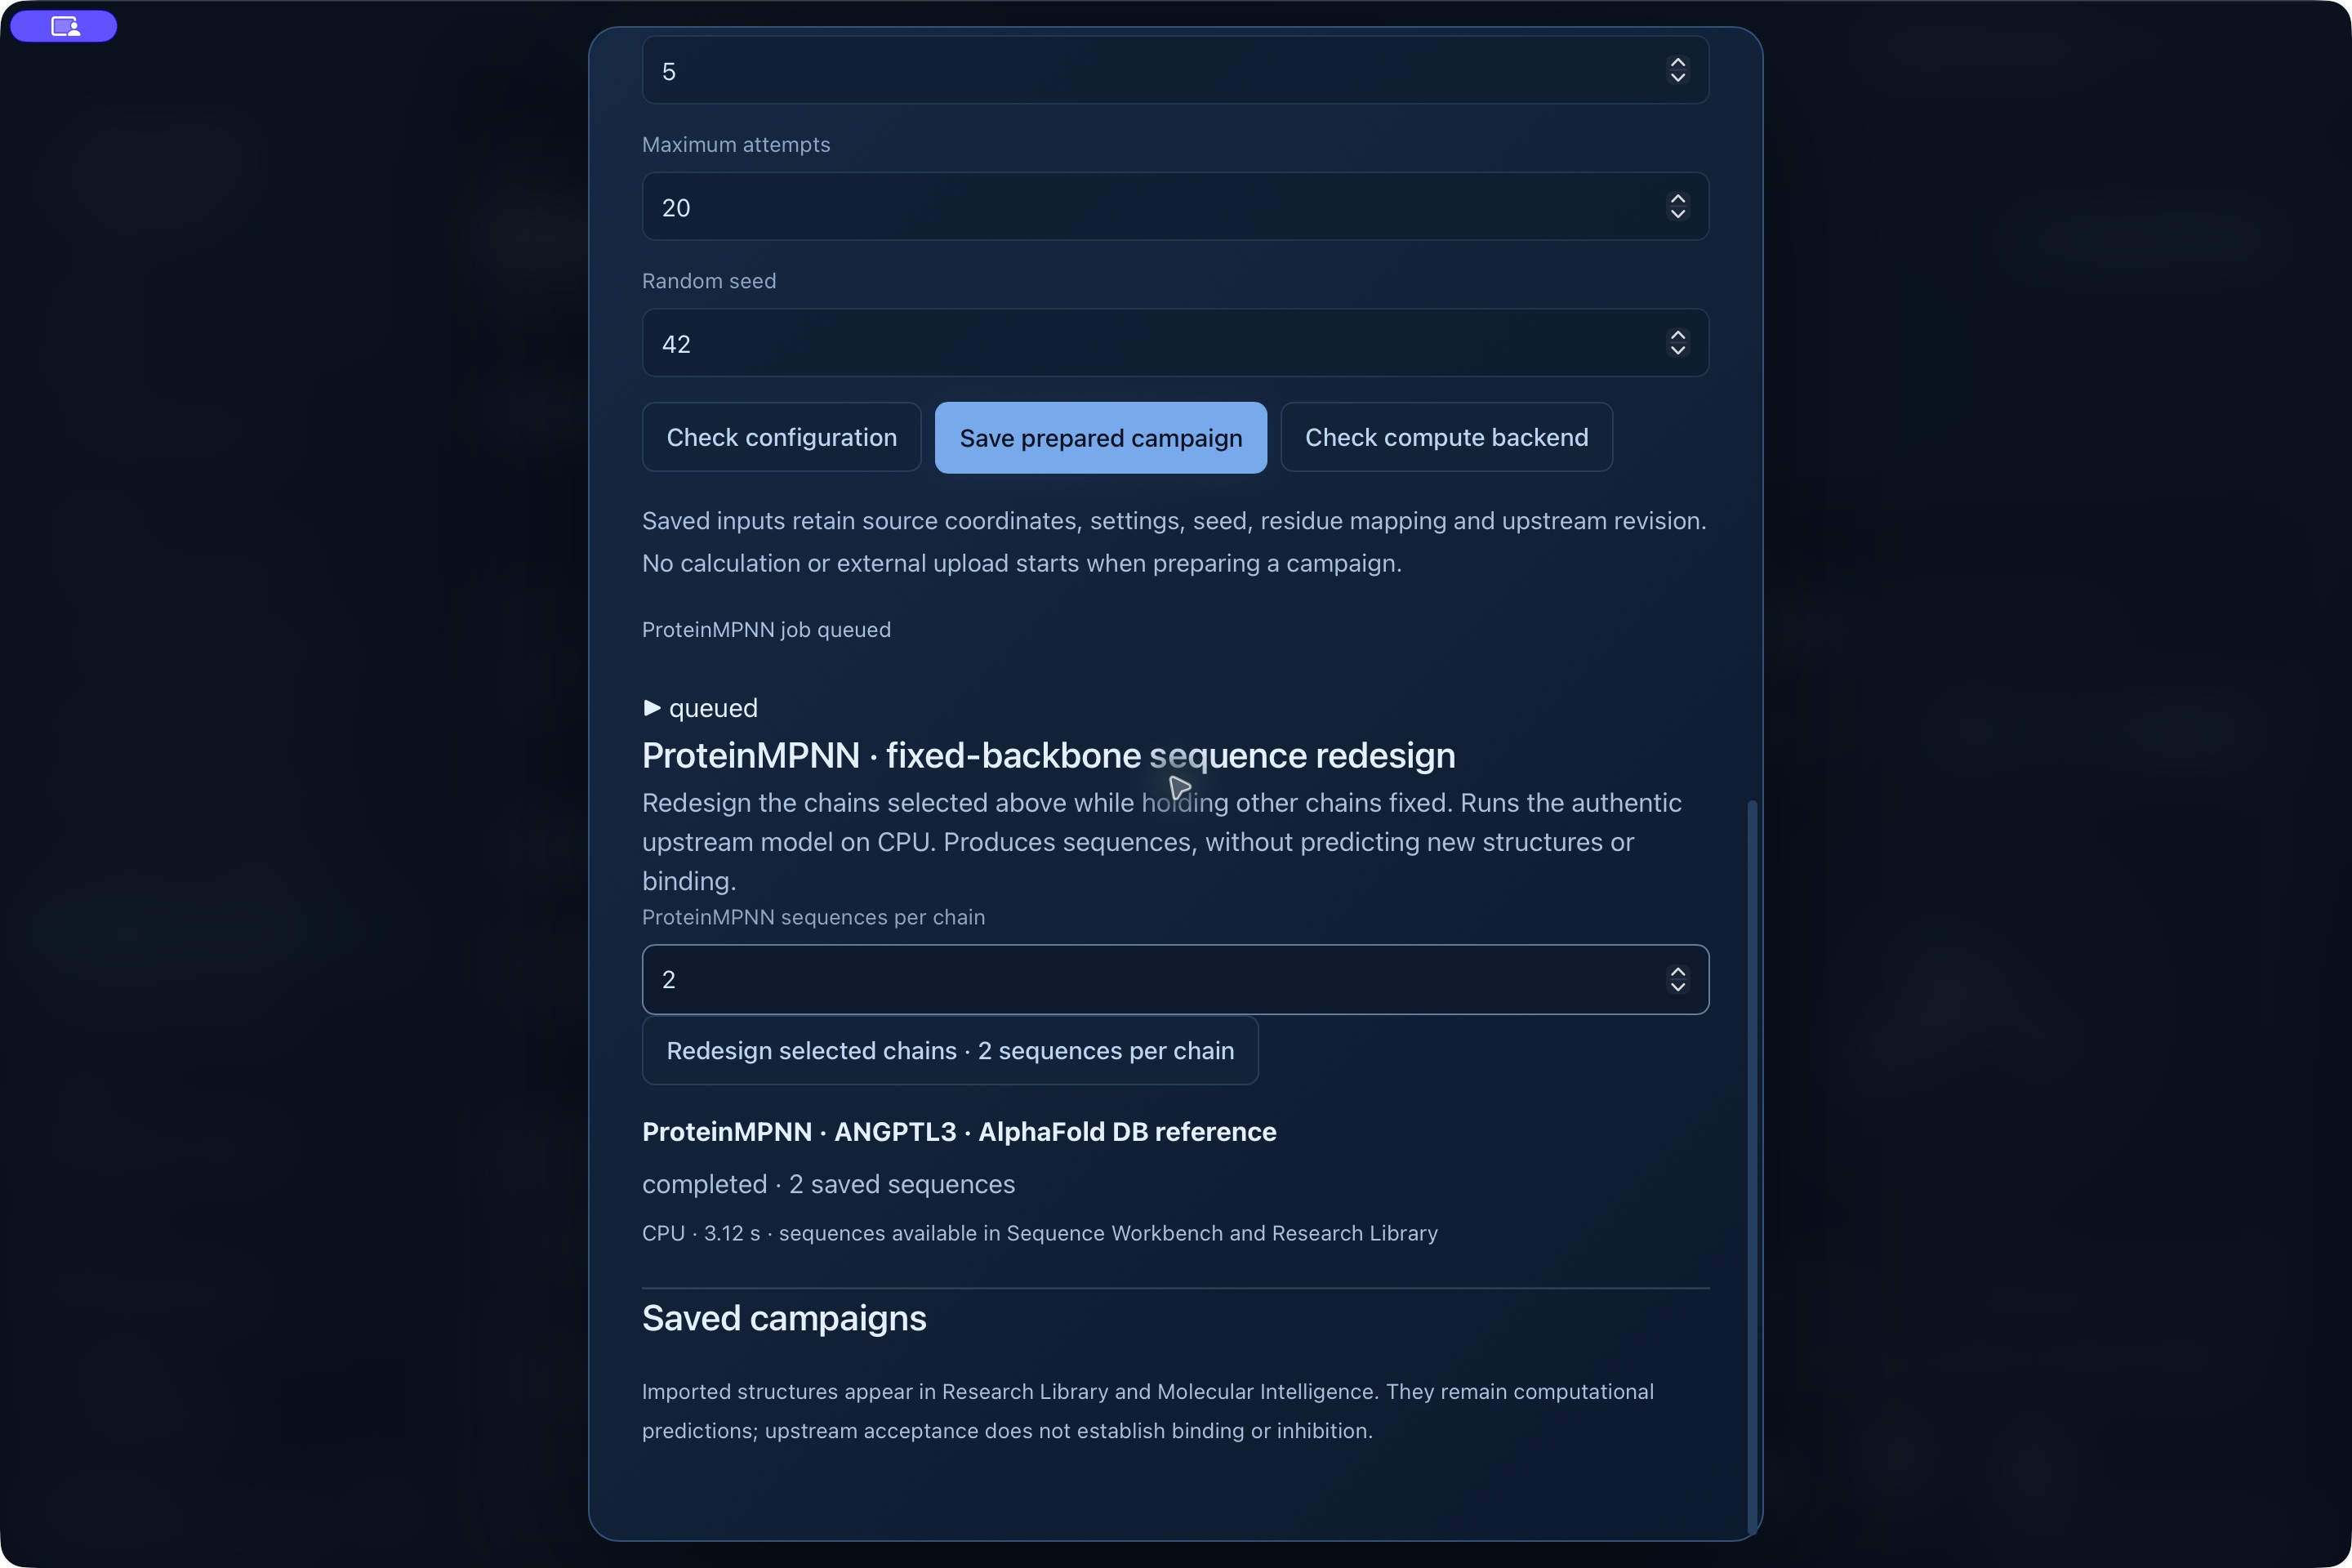 5
Maximum attempts
20
Random seed
42
Check configuration
Save prepared campaign
Check compute backend
Saved inputs retain source coordinates, settings, seed, residue mapping and upstream revision.
No calculation or external upload starts when preparing a campaign.
ProteinMPNN job queued
queued
ProteinMPNN · fixed-backbone sequence redesign
Redesign the chains selected above while holding other chains fixed. Runs the authentic
upstream model on CPU. Produces sequences, without predicting new structures or
binding.
ProteinMPNN sequences per chain
2
Redesign selected chains · 2 sequences per chain
ProteinMPNN · ANGPTL3 · AlphaFold DB reference
completed · 2 saved sequences
CPU · 3.12 s · sequences available in Sequence Workbench and Research Library
Saved campaigns
Imported structures appear in Research Library and Molecular Intelligence. They remain computational
predictions; upstream acceptance does not establish binding or inhibition.